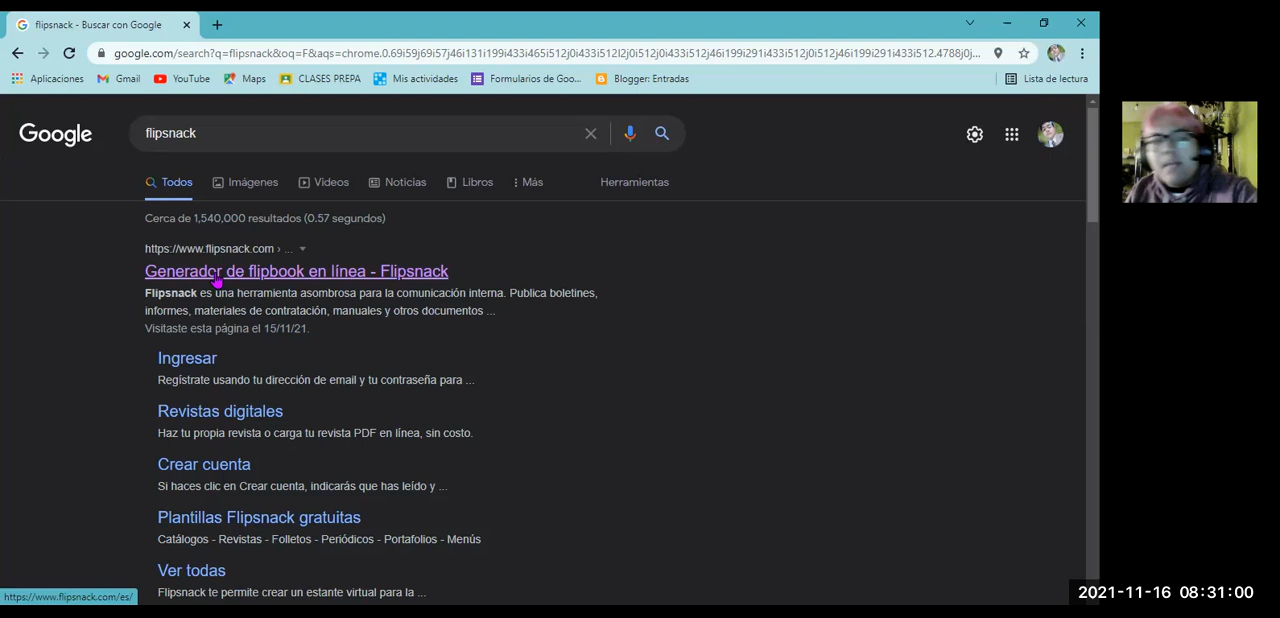 flipsnack - Buscar con Google
google.com/search?q=flipsnack&oq=F&aqs=chrome.0.69i59j69i57j46i131i199i433i465i512j0i433i512l2j0i512j0i433i512j46i199i291i433i512j0i512j46i199i291i433i512.4788j0j...
Aplicaciones
Gmail
YouTube
Maps
CLASES PREPA
Mis actividades
Formularios de Goo...
Blogger: Entradas
Lista de lectura
Google
flipsnack
Todos
Imágenes
Videos
Noticias
Libros
Más
Herramientas
Cerca de 1,540,000 resultados (0.57 segundos)
https://www.flipsnack.com › ...
Generador de flipbook en línea - Flipsnack
Flipsnack es una herramienta asombrosa para la comunicación interna. Publica boletines,
informes, materiales de contratación, manuales y otros documentos ...
Visitaste esta página el 15/11/21.
Ingresar
Regístrate usando tu dirección de email y tu contraseña para ...
Revistas digitales
Haz tu propia revista o carga tu revista PDF en línea, sin costo.
Crear cuenta
Si haces clic en Crear cuenta, indicarás que has leído y ...
Plantillas Flipsnack gratuitas
Catálogos - Revistas - Folletos - Periódicos - Portafolios - Menús
Ver todas
Flipsnack te permite crear un estante virtual para la ...
https://www.flipsnack.com/es/
2021-11-16 08:31:00